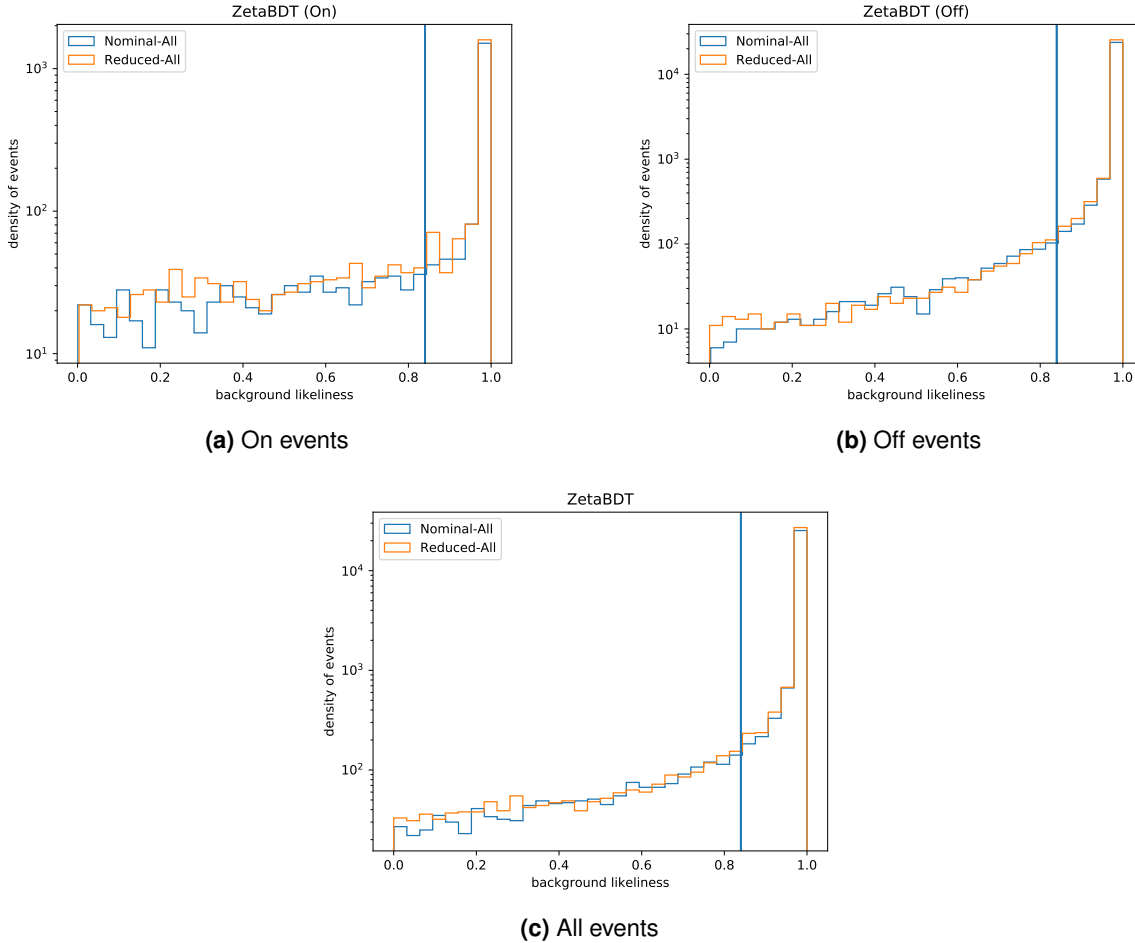 ZetaBDT (On)
Nominal-All
Reduced-All
density of events
10³
10²
10¹
0.0 0.2 0.4 0.6 0.8 1.0
background likeliness
(a) On events
ZetaBDT (Off)
Nominal-All
Reduced-All
density of events
10⁴
10³
10²
10¹
0.0 0.2 0.4 0.6 0.8 1.0
background likeliness
(b) Off events
ZetaBDT
Nominal-All
Reduced-All
density of events
10⁴
10³
10²
0.0 0.2 0.4 0.6 0.8 1.0
background likeliness
(c) All events